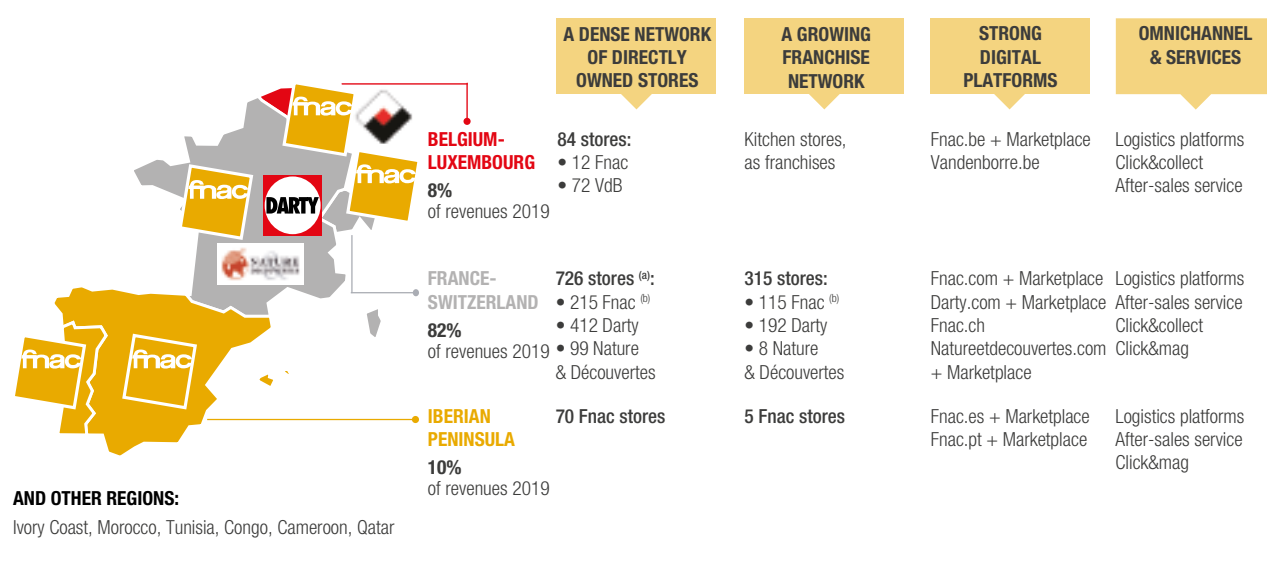 A DENSE NETWORK
OF DIRECTLY
OWNED STORES
A GROWING
FRANCHISE
NETWORK
STRONG
DIGITAL
PLATFORMS
OMNICHANNEL
& SERVICES
fnac
fnac
fnac
DARTY
NATURE
fnac
fnac
BELGIUM-
LUXEMBOURG
8%
of revenues 2019
84 stores:
• 12 Fnac
• 72 VdB
Kitchen stores,
as franchises
Fnac.be + Marketplace
Vandenborre.be
Logistics platforms
Click&collect
After-sales service
FRANCE-
SWITZERLAND
82%
of revenues 2019
726 stores (a):
• 215 Fnac (b)
• 412 Darty
• 99 Nature
& Découvertes
315 stores:
• 115 Fnac (b)
• 192 Darty
• 8 Nature
& Découvertes
Fnac.com + Marketplace
Darty.com + Marketplace
Fnac.ch
Natureetdecouvertes.com
+ Marketplace
Logistics platforms
After-sales service
Click&collect
Click&mag
IBERIAN
PENINSULA
10%
of revenues 2019
70 Fnac stores
5 Fnac stores
Fnac.es + Marketplace
Fnac.pt + Marketplace
Logistics platforms
After-sales service
Click&mag
AND OTHER REGIONS:
Ivory Coast, Morocco, Tunisia, Congo, Cameroon, Qatar